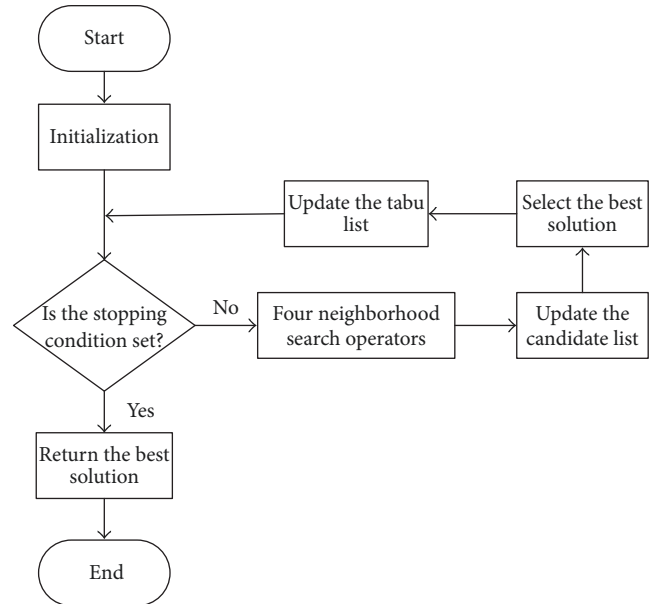 Start
Initialization
Update the tabu
list
Select the best
solution
Is the stopping
condition set?
No
Four neighborhood
search operators
Update the
candidate list
Yes
Return the best
solution
End